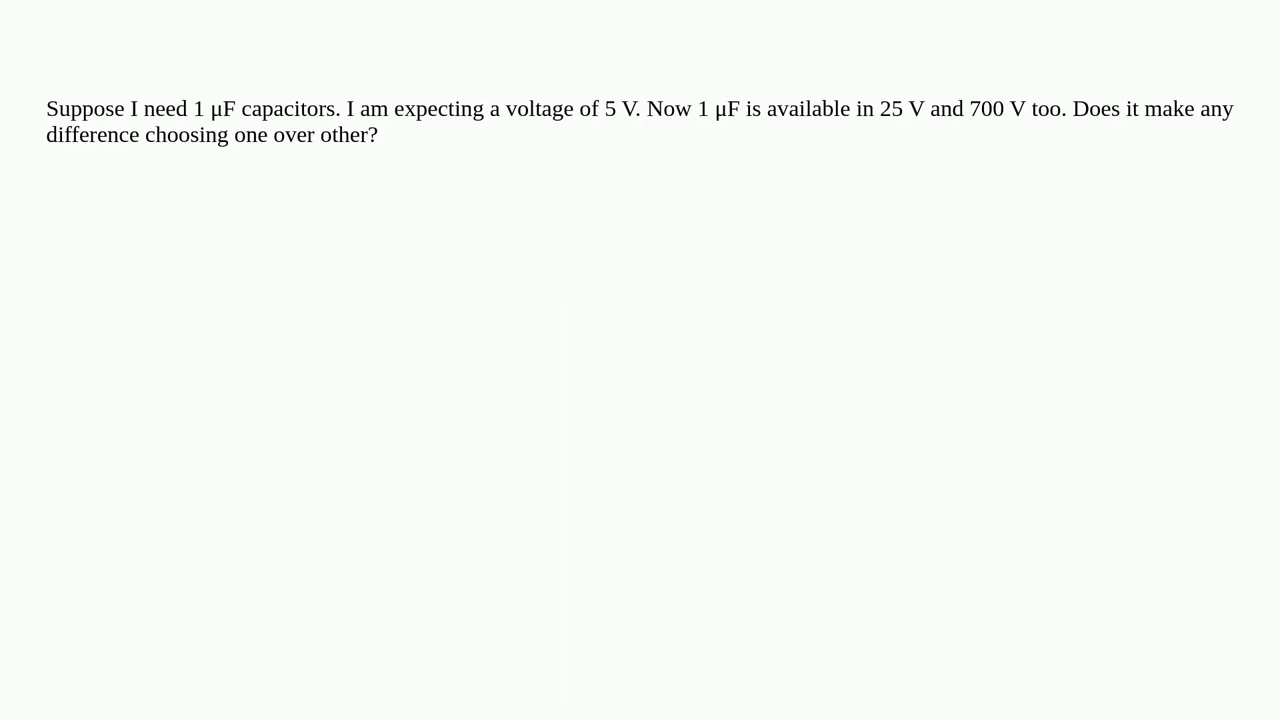 Suppose I need 1 μF capacitors. I am expecting a voltage of 5 V. Now 1 μF is available in 25 V and 700 V too. Does it make any
difference choosing one over other?